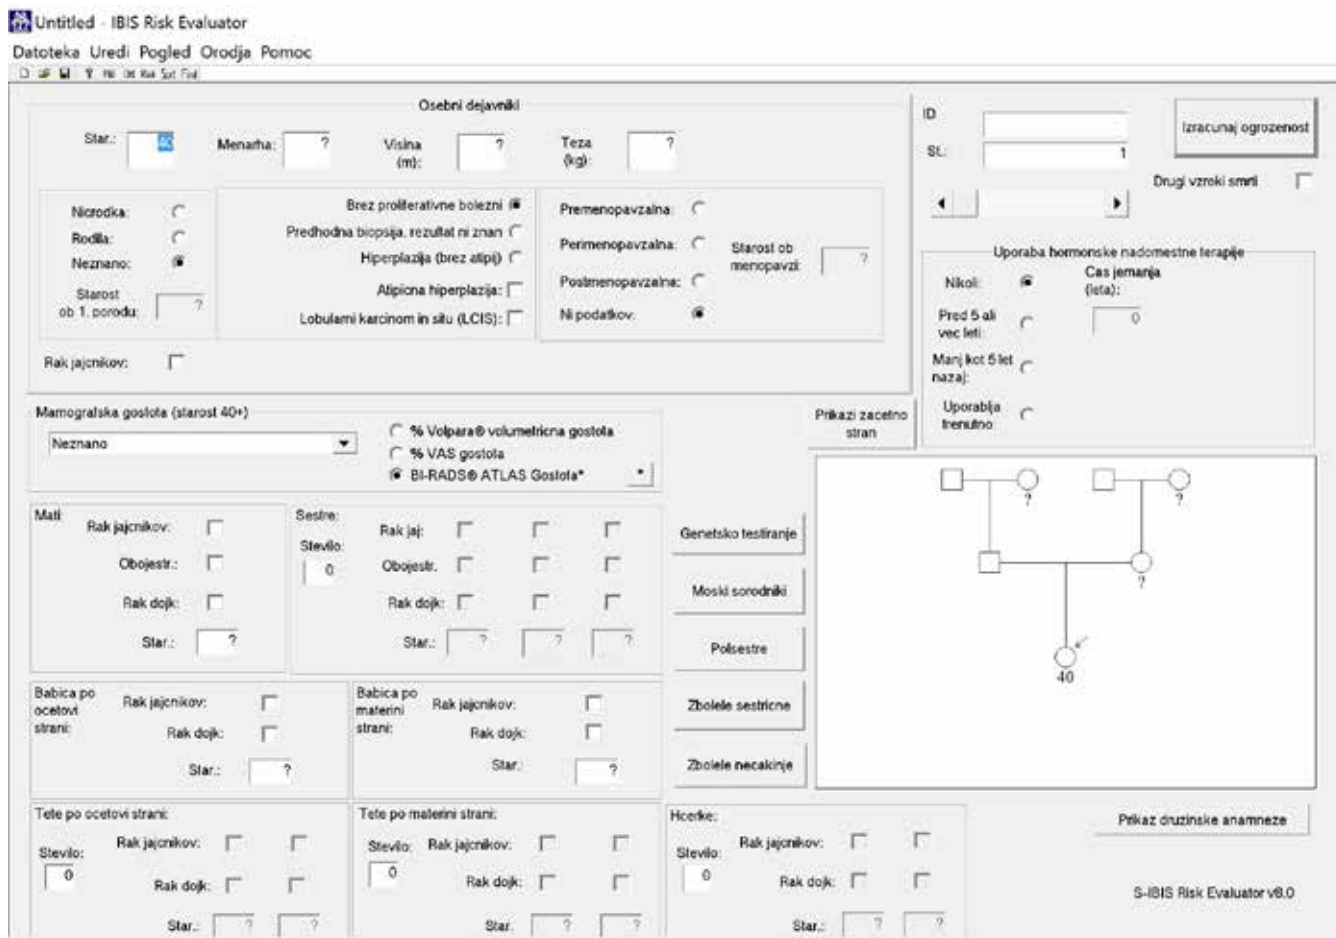 Untitled - IBIS Risk Evaluator
Datoteka Uredi Pogled Orodja Pomoc
Osebni dejavniki
Star.: 40 Menarha: ? Visina (m): ? Teza (kg): ?
Nicrodka:
Rodila:
Neznano:
Starost
ob 1. porodu: ?
Brez proliferativne bolezni
Predhodna biopsija, rezultat ni znan
Hiperplazija (brez atipij)
Atipicna hiperplazija:
Lobularni karcinom in situ (LCIS):
Premenopavzalna:
Perimenopavzalna:
Postmenopavzalna:
Ni podatkov:
Starost ob
menopavzi: ?
Rak jajcnikov:
ID
St.: 1
Izracunaj ogrozenost
Drugi vzroki smrti
Uporaba hormonske nadomestne terapije
Nikoli:
Cas jemanja
(leta):
0
Pred 5 ali
vec leti:
Manj kot 5 let
nazaj:
Uporablja
trenutno:
Mamografska gostota (starost 40+)
Neznano
% Volpara® volumetricna gostota
% VAS gostota
BI-RADS® ATLAS Gostota*
*
Prikazi zacetno
stran
Mati
Rak jajcnikov:
Obojestr.:
Rak dojk:
Star.: ?
Sestre:
Stevilo:
0
Rak jaj:
Obojestr.
Rak dojk:
Star.: ? ? ?
Genetsko testiranje
Moski sorodniki
Polsestre
Zbolele sestricne
Zbolele necakinje
? ?
?
40
Babica po
ocetovi
strani:
Rak jajcnikov:
Rak dojk:
Star.: ?
Babica po
materini
strani:
Rak jajcnikov:
Rak dojk:
Star.: ?
Tete po ocetovi strani:
Stevilo:
0
Rak jajcnikov:
Rak dojk:
Star.: ? ?
Tete po materini strani:
Stevilo:
0
Rak jajcnikov:
Rak dojk:
Star. ? ?
Hcerke:
Stevilo:
0
Rak jajcnikov:
Rak dojk:
Star.: ? ?
Prikaz druzinske anamneze
S-IBIS Risk Evaluator v8.0